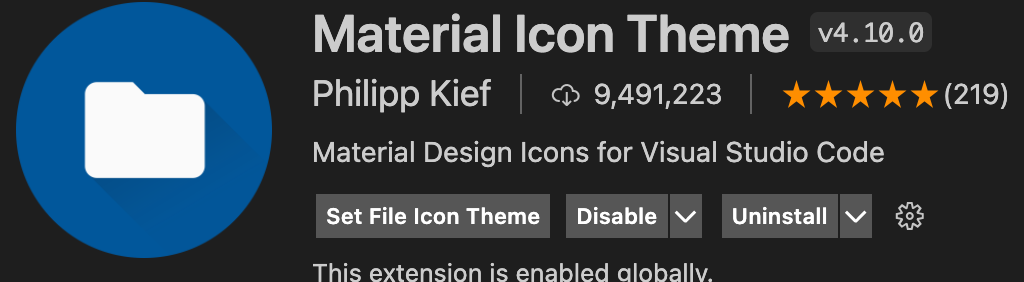 Material Icon Theme v4.10.0
Philipp Kief 9,491,223 (219)
Material Design Icons for Visual Studio Code
Set File Icon Theme Disable Uninstall
This extension is enabled globally.